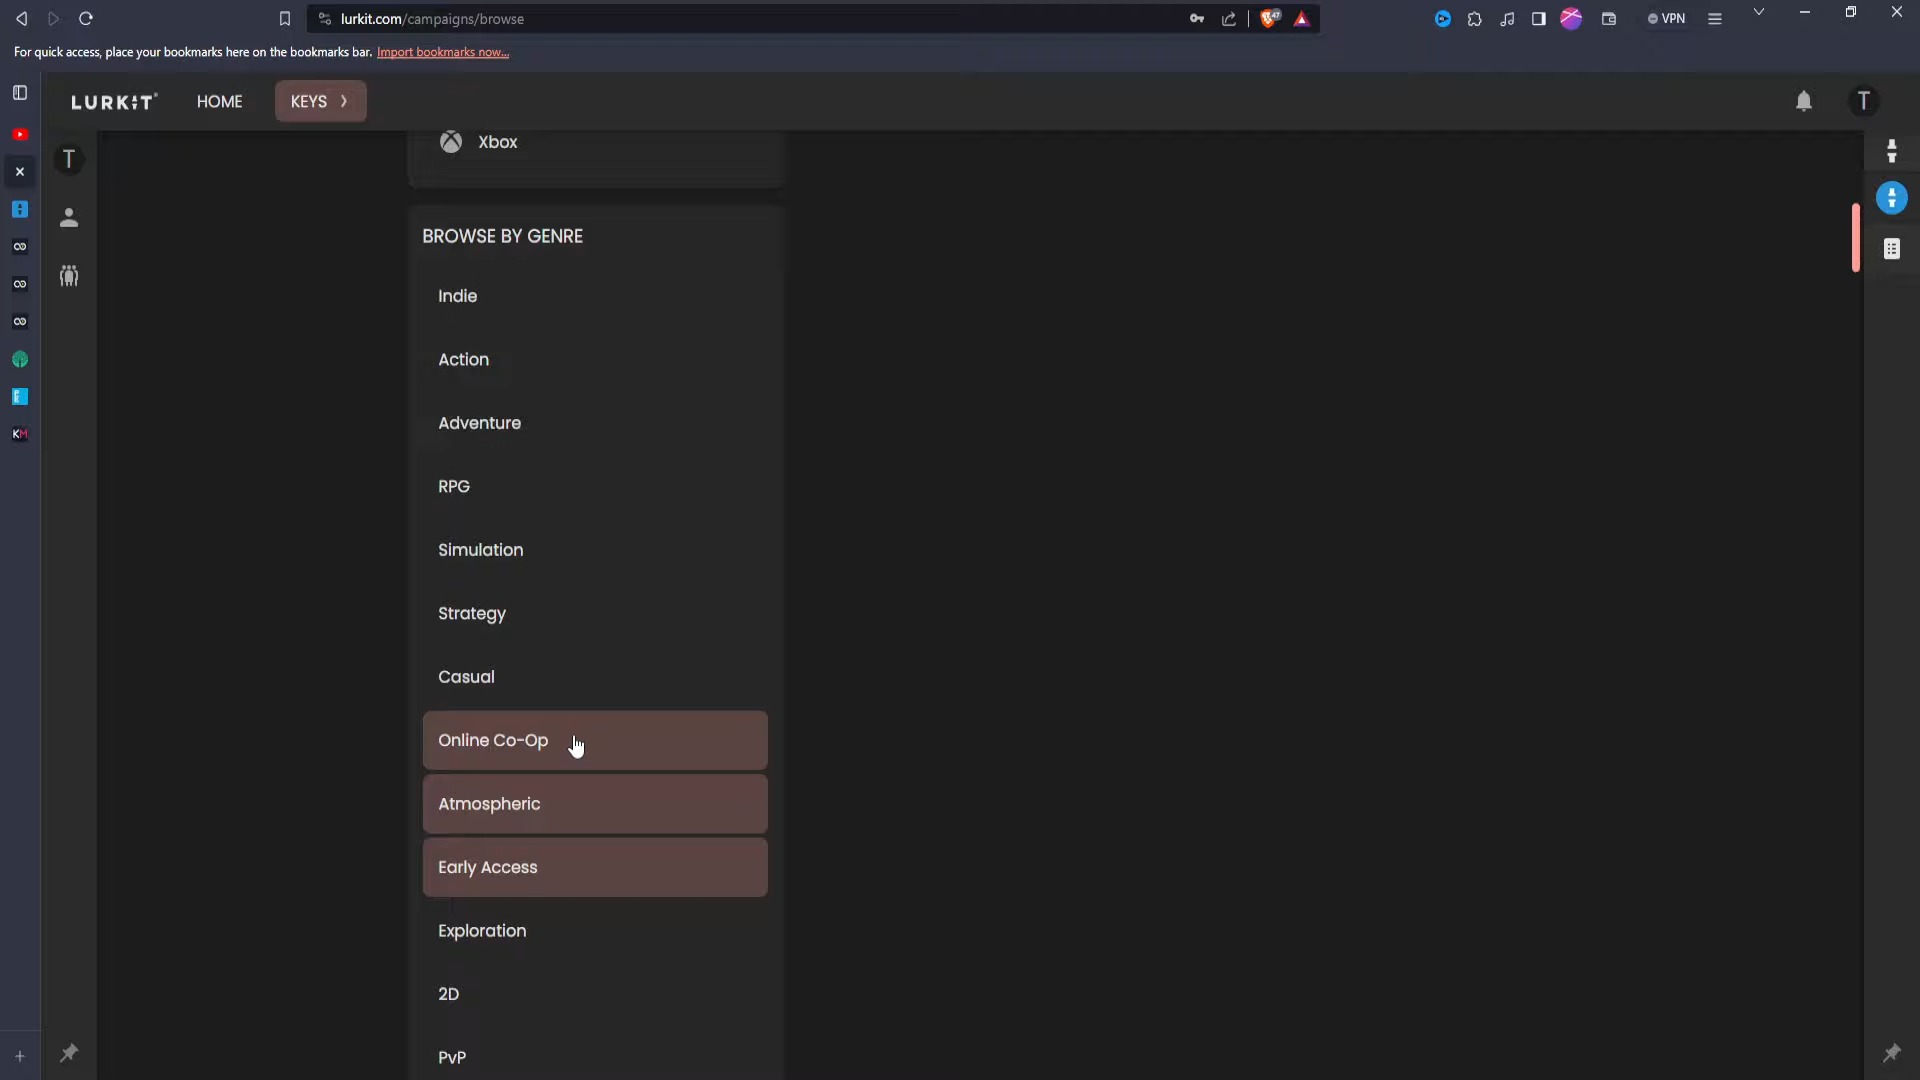 lurkit.com/campaigns/browse
47
VPN
For quick access, place your bookmarks here on the bookmarks bar. Import bookmarks now...
LURKIT
HOME
KEYS
T
T
Xbox
BROWSE BY GENRE
Indie
Action
Adventure
RPG
Simulation
Strategy
Casual
Online Co-Op
Atmospheric
Early Access
Exploration
2D
PvP
KM